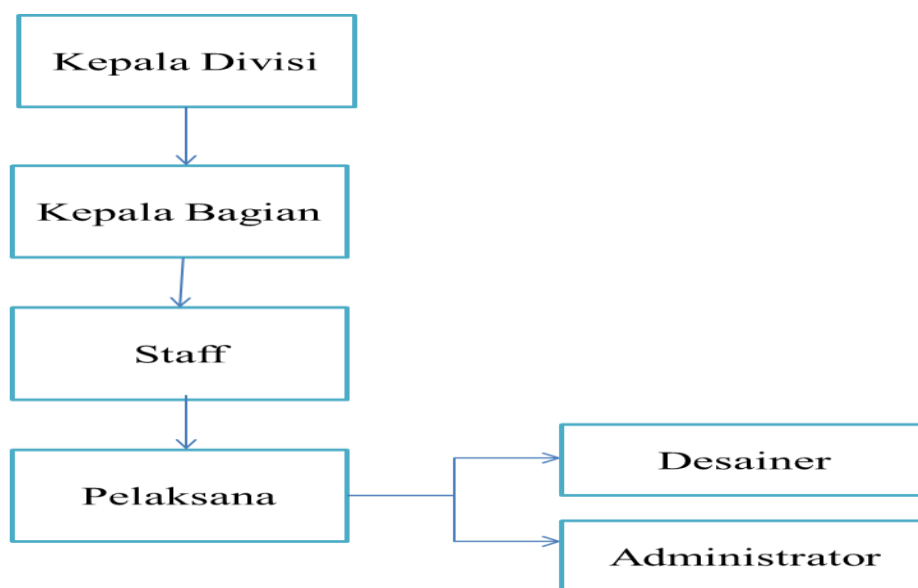 Kepala Divisi
Kepala Bagian
Staff
Pelaksana
Desainer
Administrator